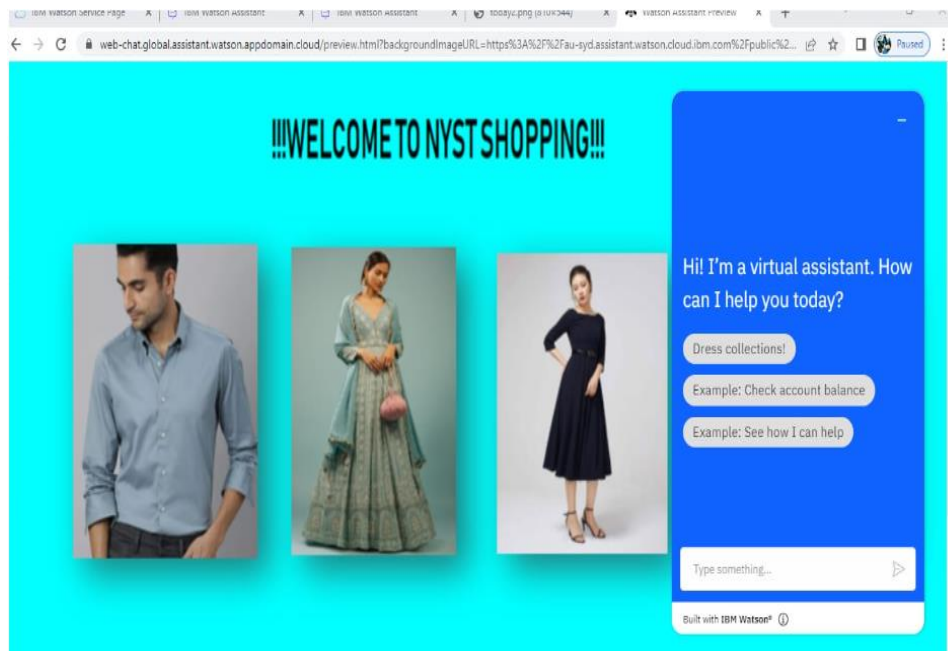 IBM Watson Service Page X IBM Watson Assistant X IBM Watson Assistant X today2.png (810×544) X Watson Assistant Preview X +
web-chat.global.assistant.watson.appdomain.cloud/preview.html?backgroundImageURL=https%3A%2F%2Fau-syd.assistant.watson.cloud.ibm.com%2Fpublic%2... Paused
!!!WELCOME TO NYST SHOPPING!!!
Hi! I'm a virtual assistant. How
can I help you today?
Dress collections!
Example: Check account balance
Example: See how I can help
Type something...
Built with IBM Watson®